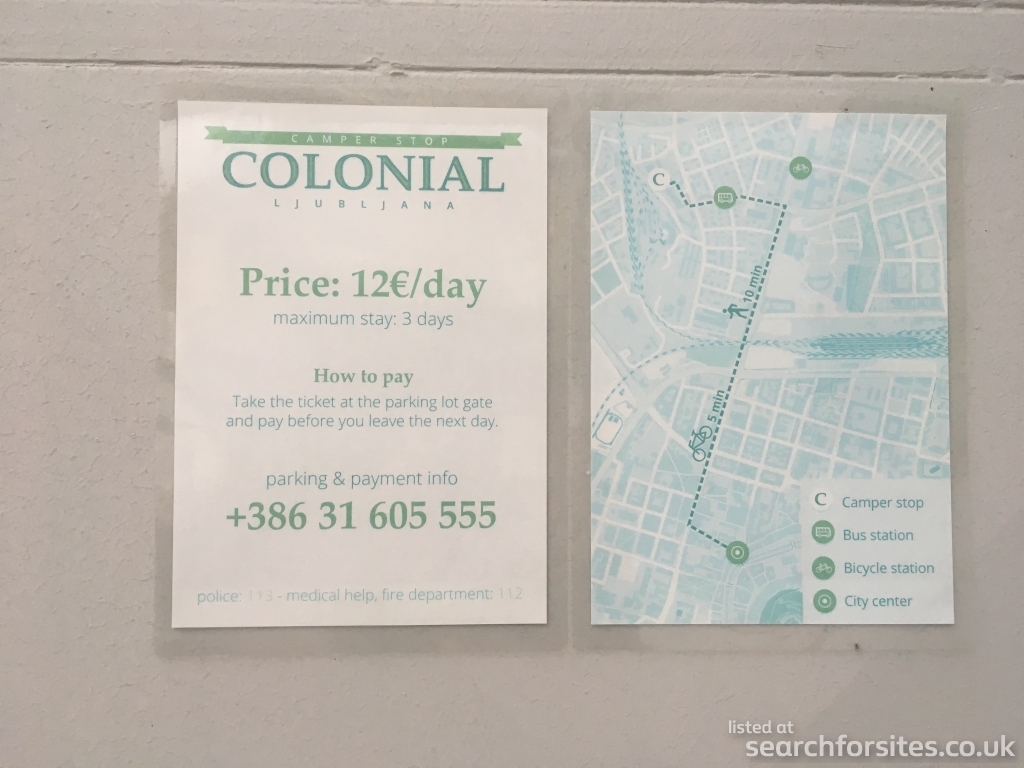 CAMPER STOP
COLONIAL
LJUBLJANA
Price: 12€/day
maximum stay: 3 days
How to pay
Take the ticket at the parking lot gate
and pay before you leave the next day.
parking & payment info
+386 31 605 555
police: 113 - medical help, fire department: 112
C
10 min
5 min
C Camper stop
Bus station
Bicycle station
City center
listed at
searchforsites.co.uk